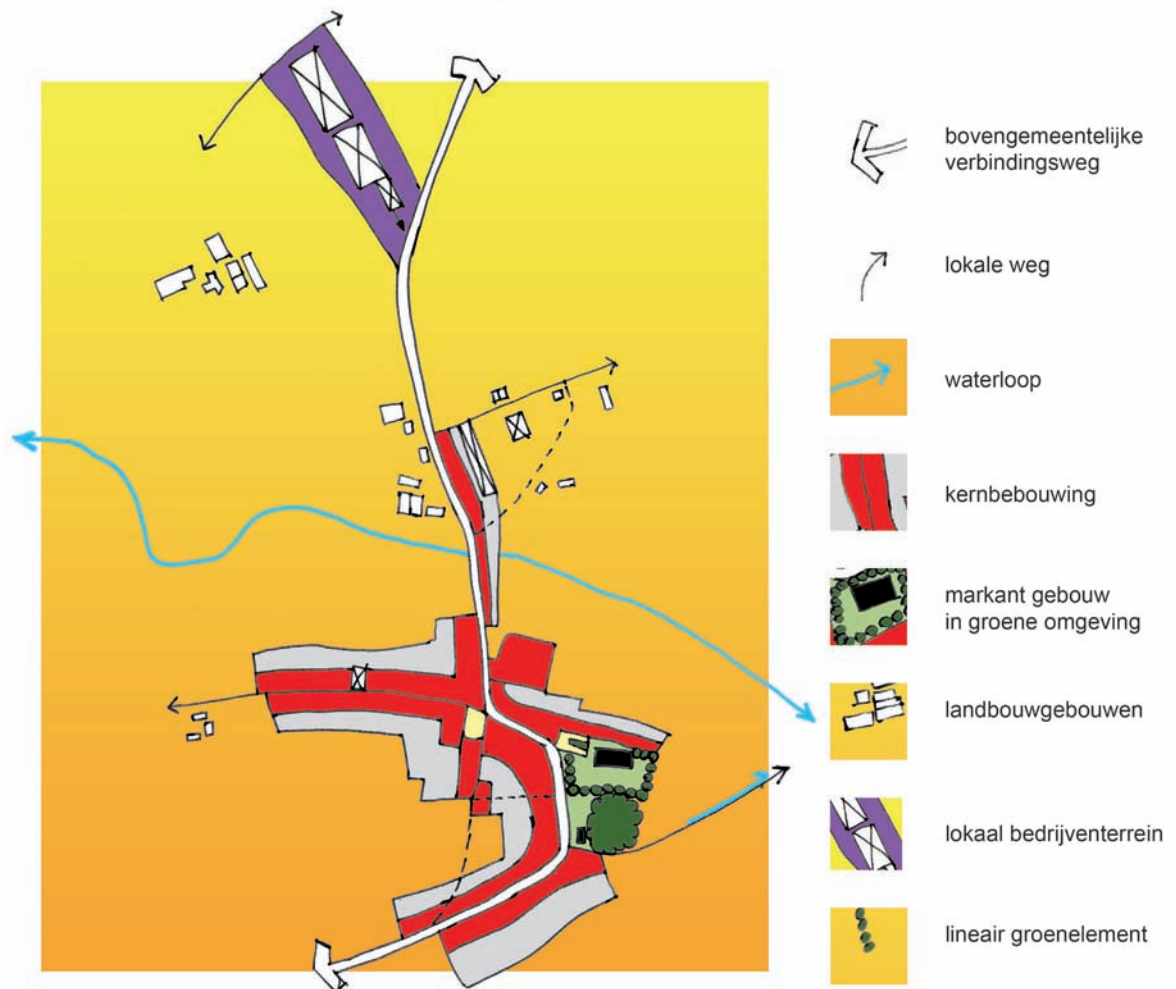 bovengemeentelijke
verbindingsweg
lokale weg
waterloop
kernbebouwing
markant gebouw
in groene omgeving
landbouwgebouwen
lokaal bedrijventerrein
lineair groenelement